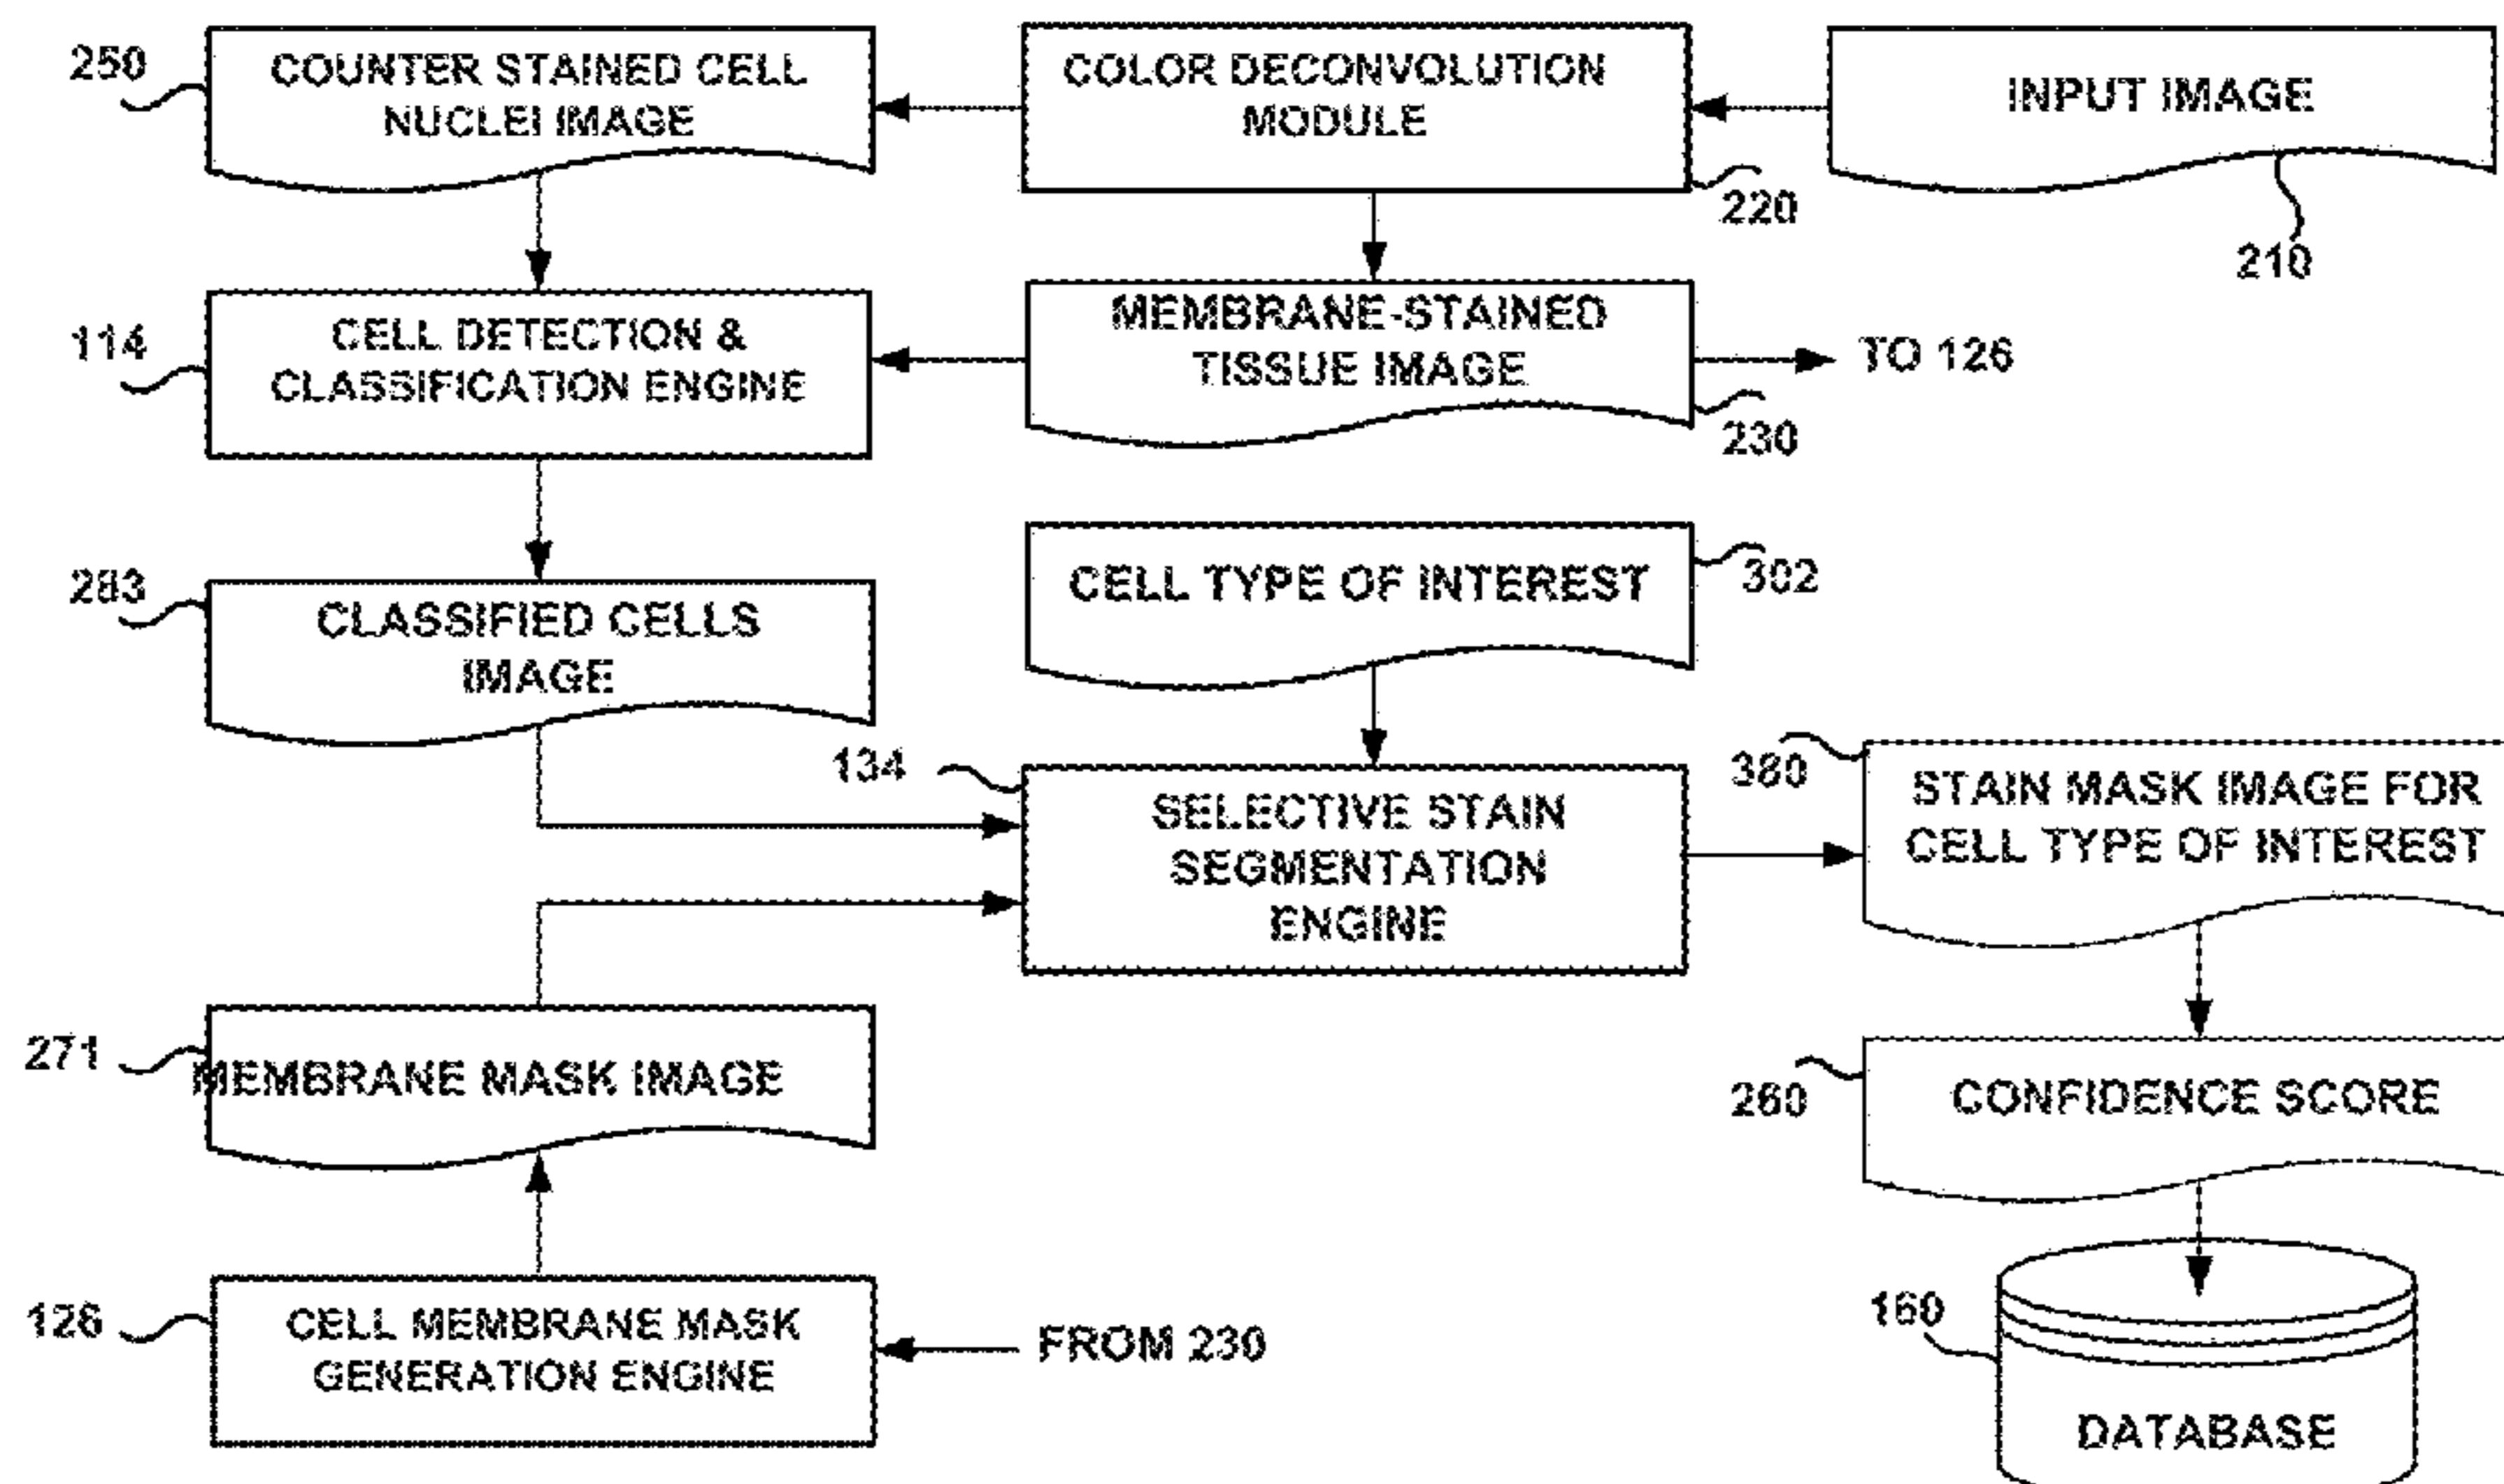 250
COUNTER STAINED CELL
NUCLEI IMAGE
COLOR DECONVOLUTION
MODULE
220
INPUT IMAGE
210
114
CELL DETECTION &
CLASSIFICATION ENGINE
MEMBRANE-STAINED
TISSUE IMAGE
230
TO 126
283
CLASSIFIED CELLS
IMAGE
CELL TYPE OF INTEREST
302
134
SELECTIVE STAIN
SEGMENTATION
ENGINE
380
STAIN MASK IMAGE FOR
CELL TYPE OF INTEREST
271
MEMBRANE MASK IMAGE
260
CONFIDENCE SCORE
126
CELL MEMBRANE MASK
GENERATION ENGINE
FROM 230
160
DATABASE